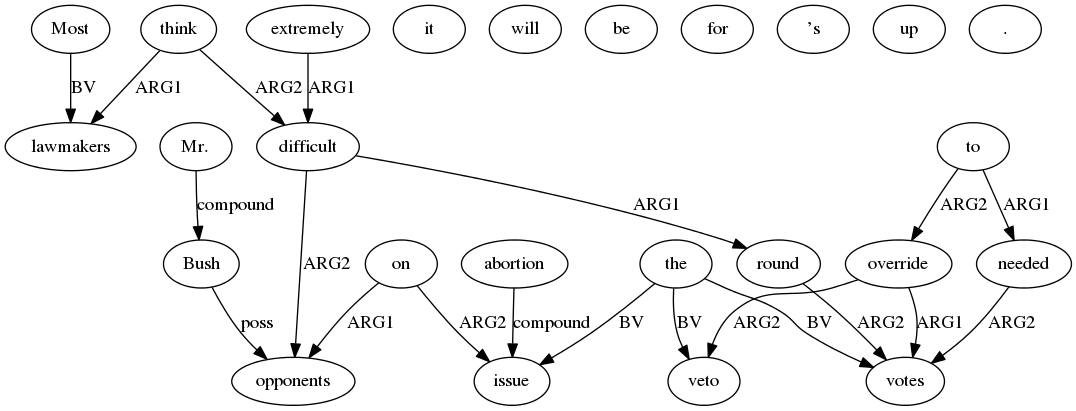 Most think extremely it will be for ’s up .
BV ARG1 ARG2 ARG1
lawmakers Mr. difficult to
compound ARG1 ARG2 ARG1
Bush on abortion the round override needed
ARG2
poss ARG1 ARG2 compound BV BV ARG2 BV ARG2 ARG1 ARG2
opponents issue veto votes